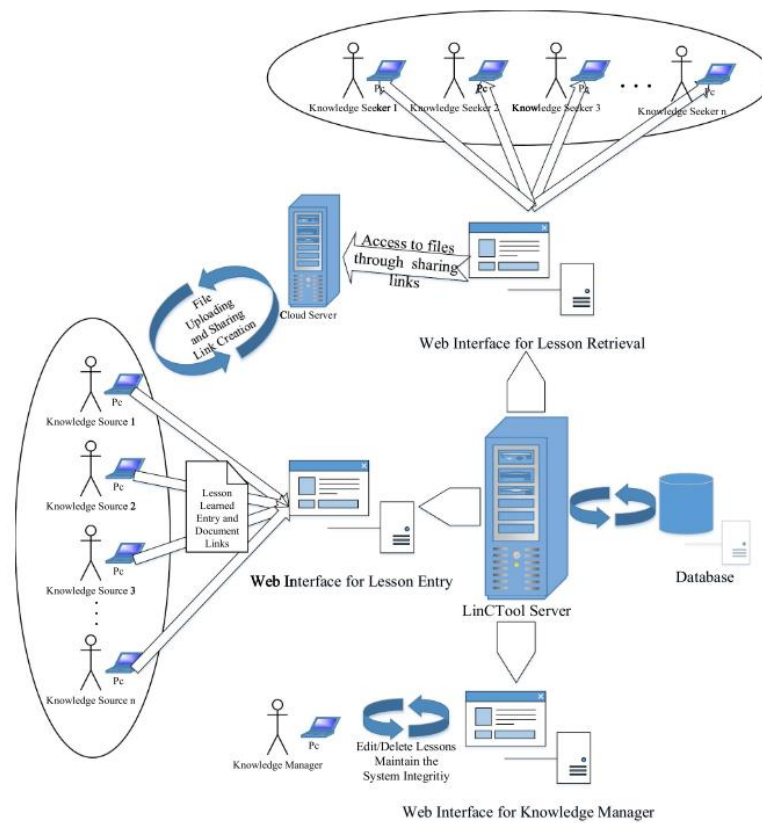 Pc
Pc
Pc
Pc
Knowledge Seeker 1
Knowledge Seeker 2
Knowledge Seeker 3
. . .
Knowledge Seeker n
Access to files
through sharing
links
Cloud Server
File
Uploading
and Sharing
Link Creation
Web Interface for Lesson Retrieval
Pc
Knowledge Source 1
Pc
Knowledge Source 2
Pc
Knowledge Source 3
Pc
Knowledge Source n
Lesson
Learned
Entry and
Document
Links
Web Interface for Lesson Entry
LinCTool Server
Database
Pc
Knowledge Manager
Edit/Delete Lessons
Maintain the
System Integritiy
Web Interface for Knowledge Manager